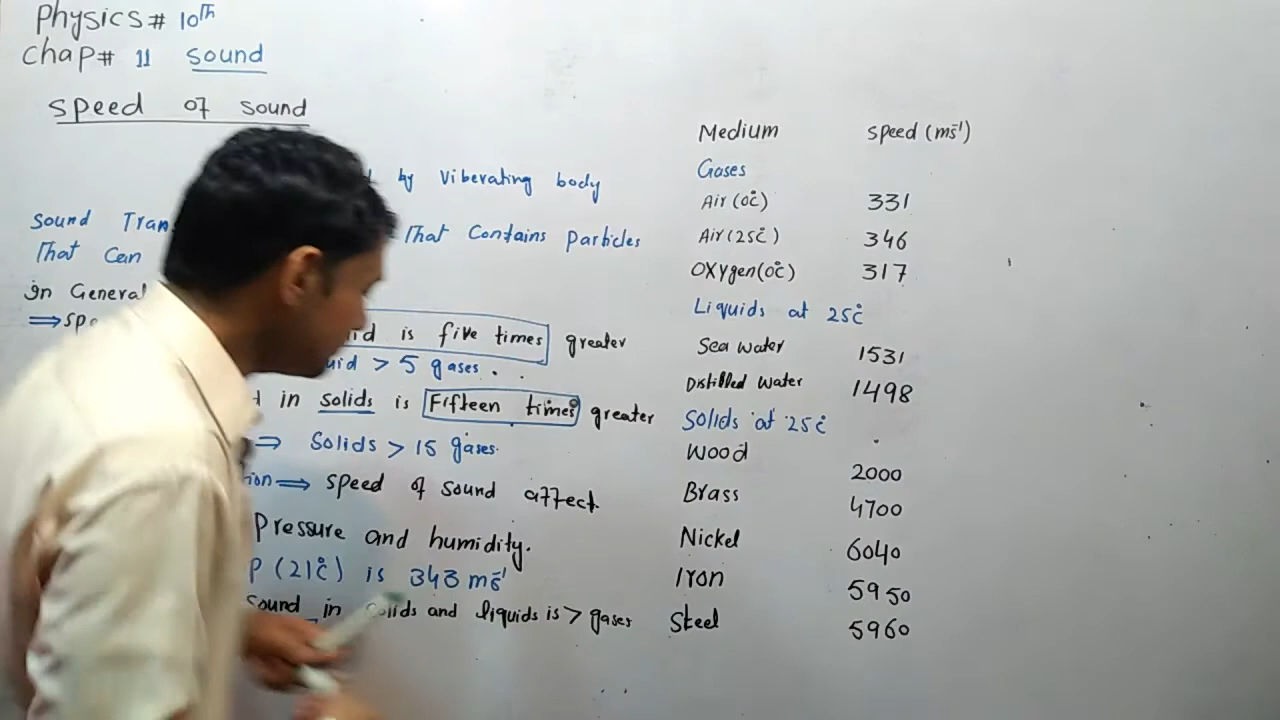 Physics# 10Th
Chap# 11 Sound
Speed of Sound
by Viberating body
Sound Tran
That Contains Particles
That Can
in General
⇒ Sp
is five times greater
> 5 gases .
in solids is Fifteen times greater
⇒ Solids > 15 gases.
⇒ Speed of Sound affect.
Pressure and humidity.
P (21°C) is 343 ms⁻¹
Sound in Solids and liquids is > gases
Medium Speed (ms⁻¹)
Gases
Air (0°C) 331
Air (25°C) 346
Oxygen (0°C) 317
Liquids at 25°C
Sea water 1531
Distilled water 1498
Solids at 25°C
Wood 2000
Brass 4700
Nickel 6040
Iron 5950
Steel 5960